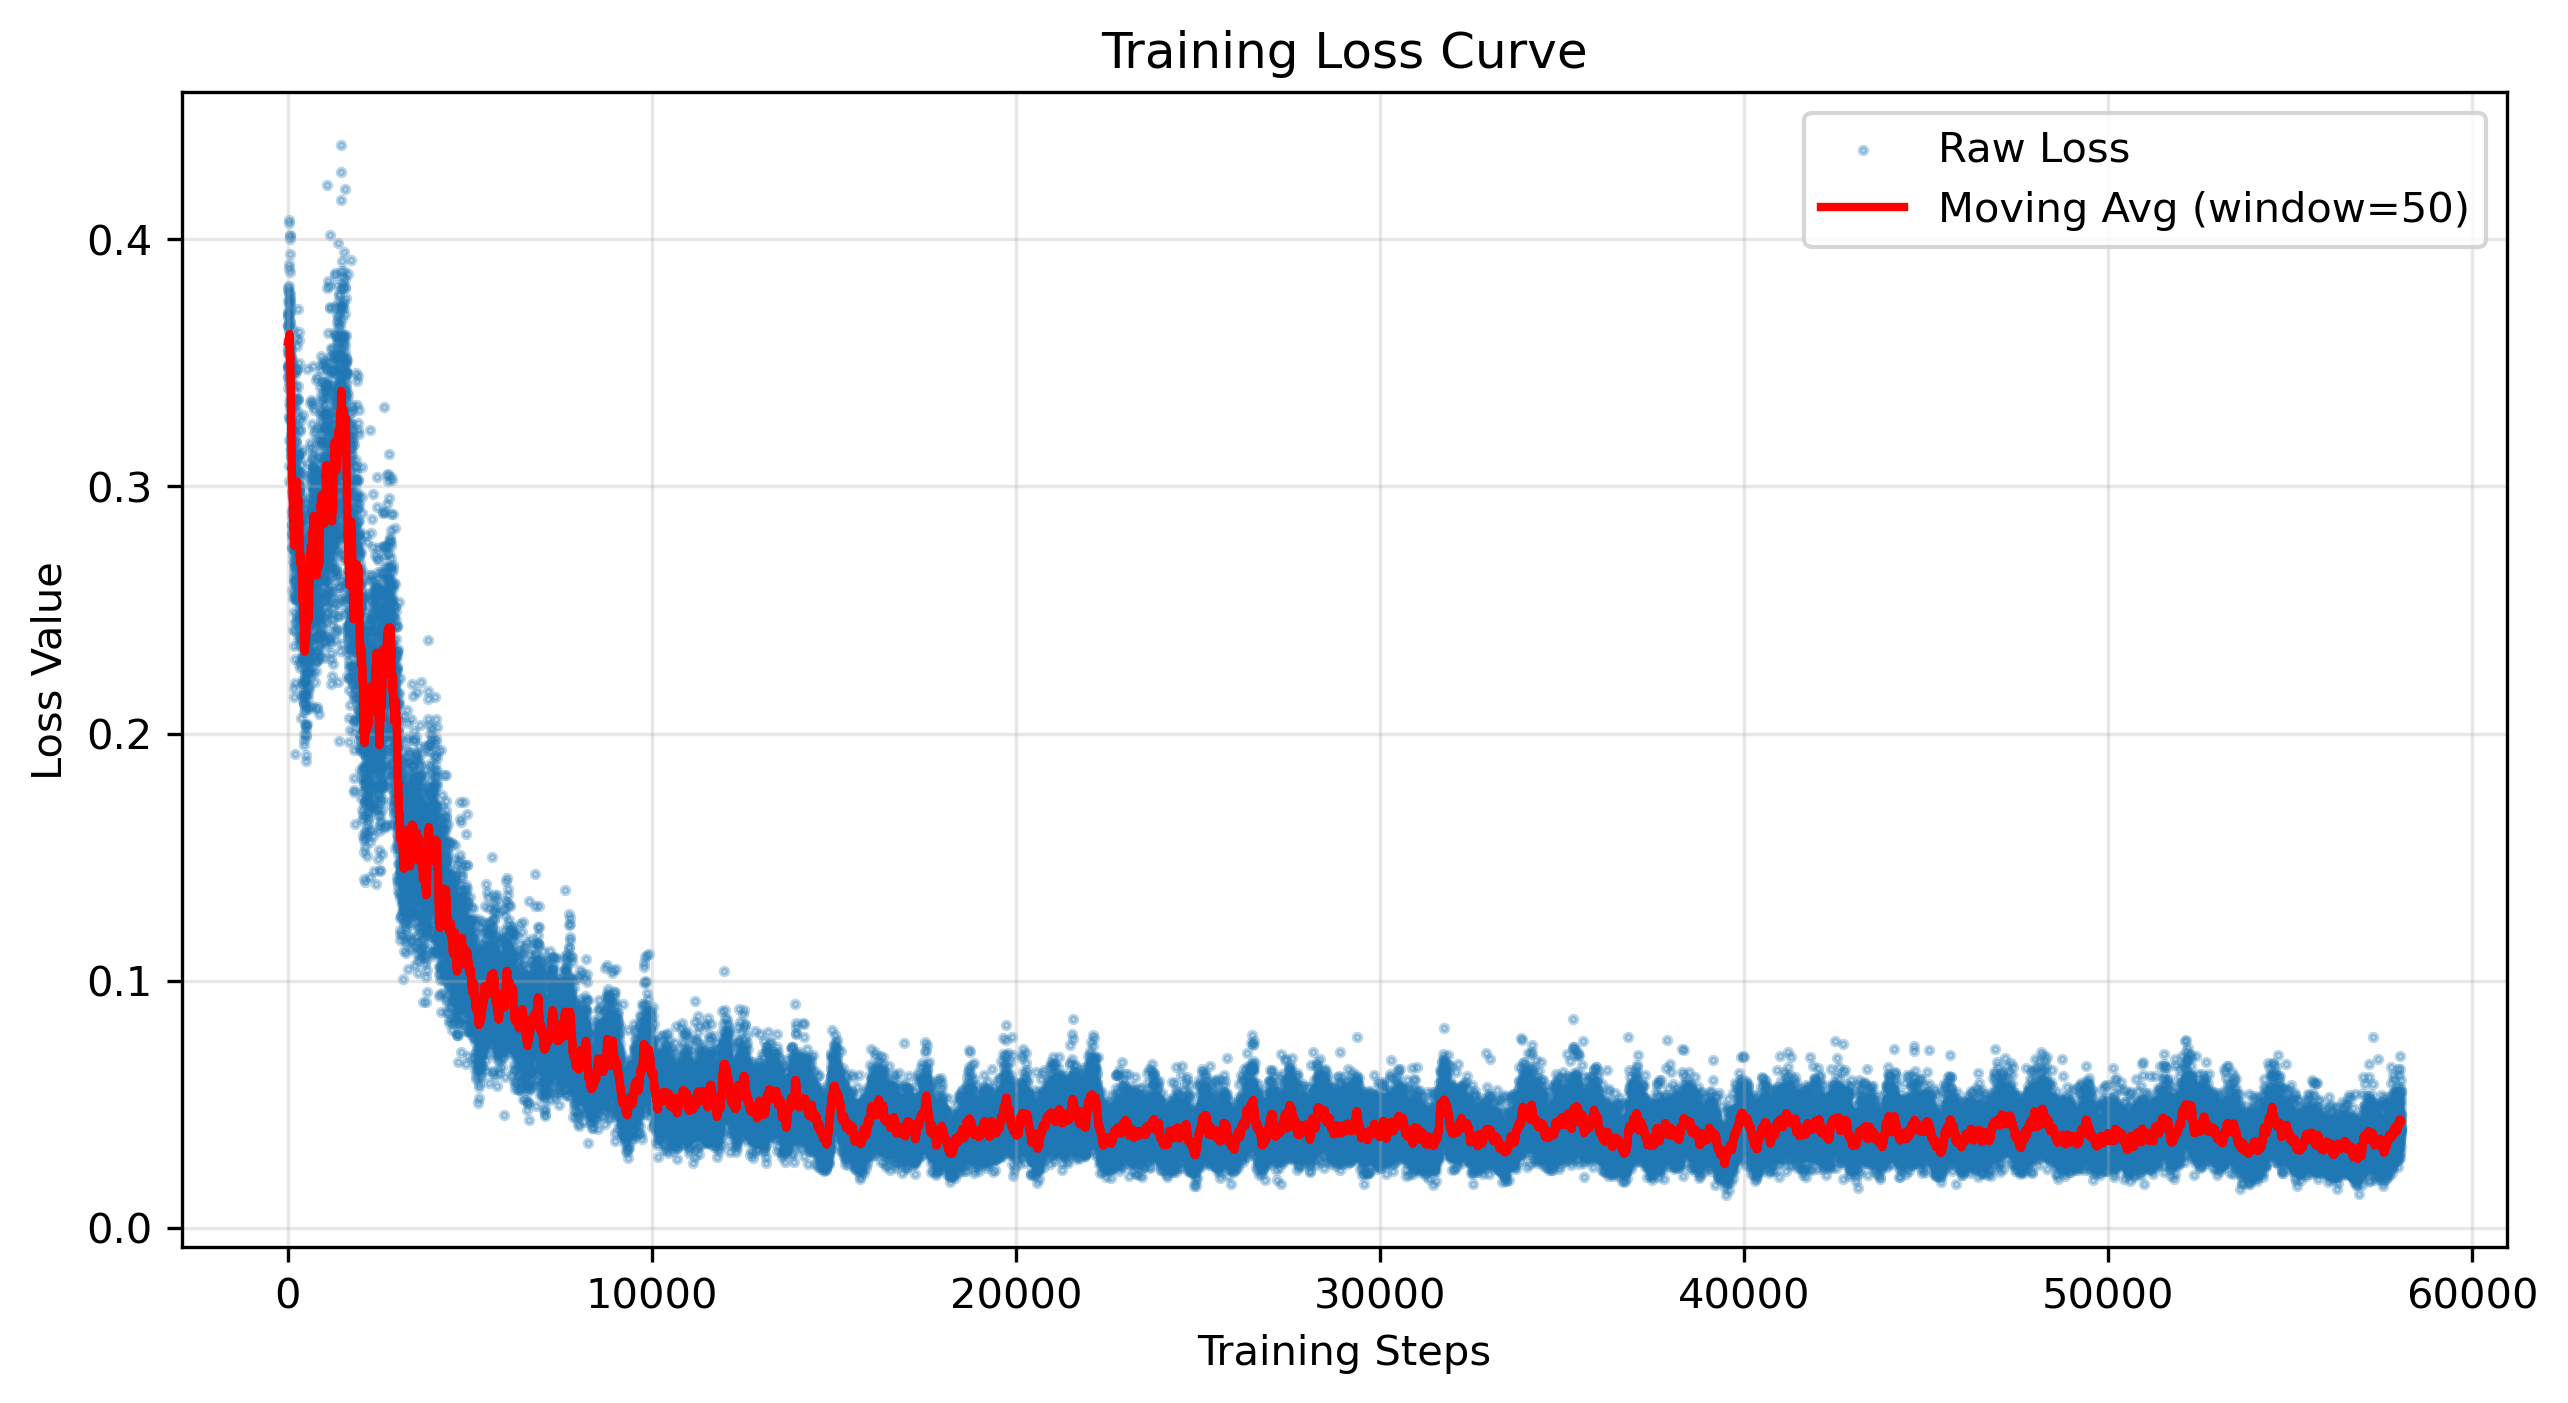 Training Loss Curve
Raw Loss
Moving Avg (window=50)
Loss Value
0.4
0.3
0.2
0.1
0.0
0 10000 20000 30000 40000 50000 60000
Training Steps